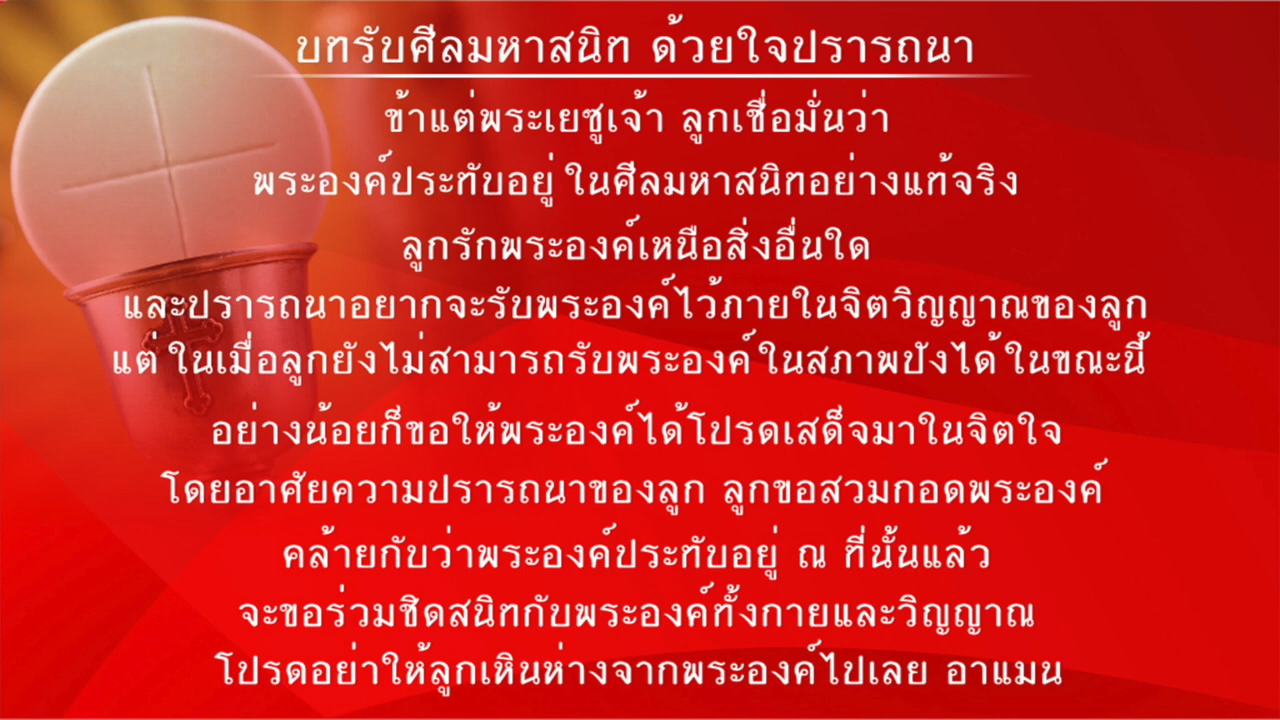 บทรับศีลมหาสนิท ด้วยใจปรารถนา
ข้าแต่พระเยซูเจ้า ลูกเชื่อมั่นว่า
พระองค์ประทับอยู่ ในศีลมหาสนิทอย่างแท้จริง
ลูกรักพระองค์เหนือสิ่งอื่นใด
และปรารถนาอยากจะรับพระองค์ไว้ภายในจิตวิญญาณของลูก
แต่ ในเมื่อลูกยังไม่สามารถรับพระองค์ ในสภาพปังได้ ในขณะนี้
อย่างน้อยก็ขอให้พระองค์ได้โปรดเสด็จมาในจิตใจ
โดยอาศัยความปรารถนาของลูก ลูกขอสวมกอดพระองค์
คล้ายกับว่าพระองค์ประทับอยู่ ณ ที่นั้นแล้ว
จะขอร่วมชิดสนิทกับพระองค์ทั้งกายและวิญญาณ
โปรดอย่าให้ลูกเหินห่างจากพระองค์ไปเลย อาแมน